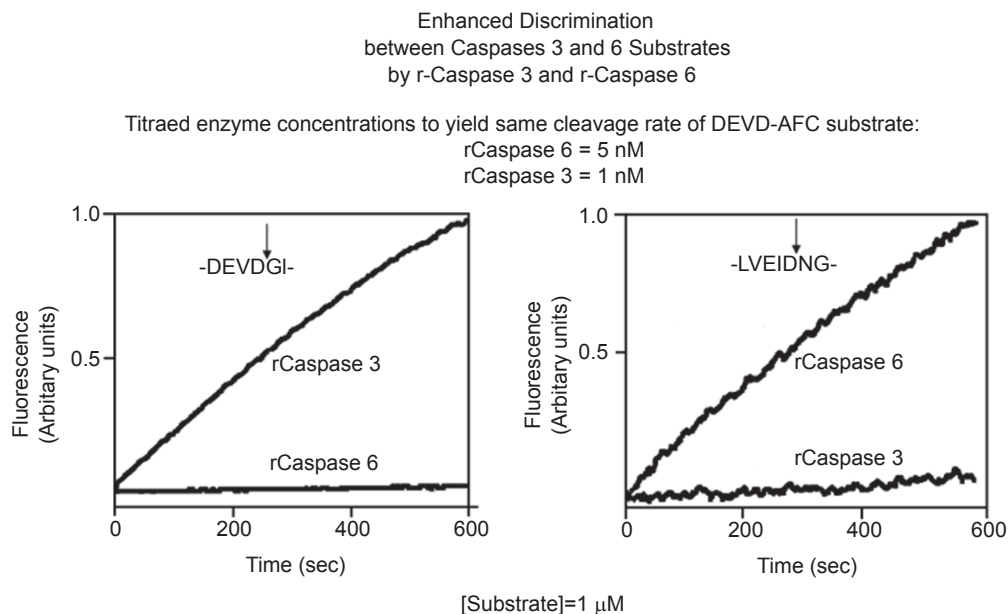 Enhanced Discrimination
between Caspases 3 and 6 Substrates
by r-Caspase 3 and r-Caspase 6
Titraed enzyme concentrations to yield same cleavage rate of DEVD-AFC substrate:
rCaspase 6 = 5 nM
rCaspase 3 = 1 nM
1.0
-DEVDGI-
0.5
rCaspase 3
rCaspase 6
Fluorescence
(Arbitary units)
0
200
400
600
Time (sec)
1.0
-LVEIDNG-
0.5
rCaspase 6
rCaspase 3
Fluorescence
(Arbitary units)
0
200
400
600
Time (sec)
[Substrate]=1 μM